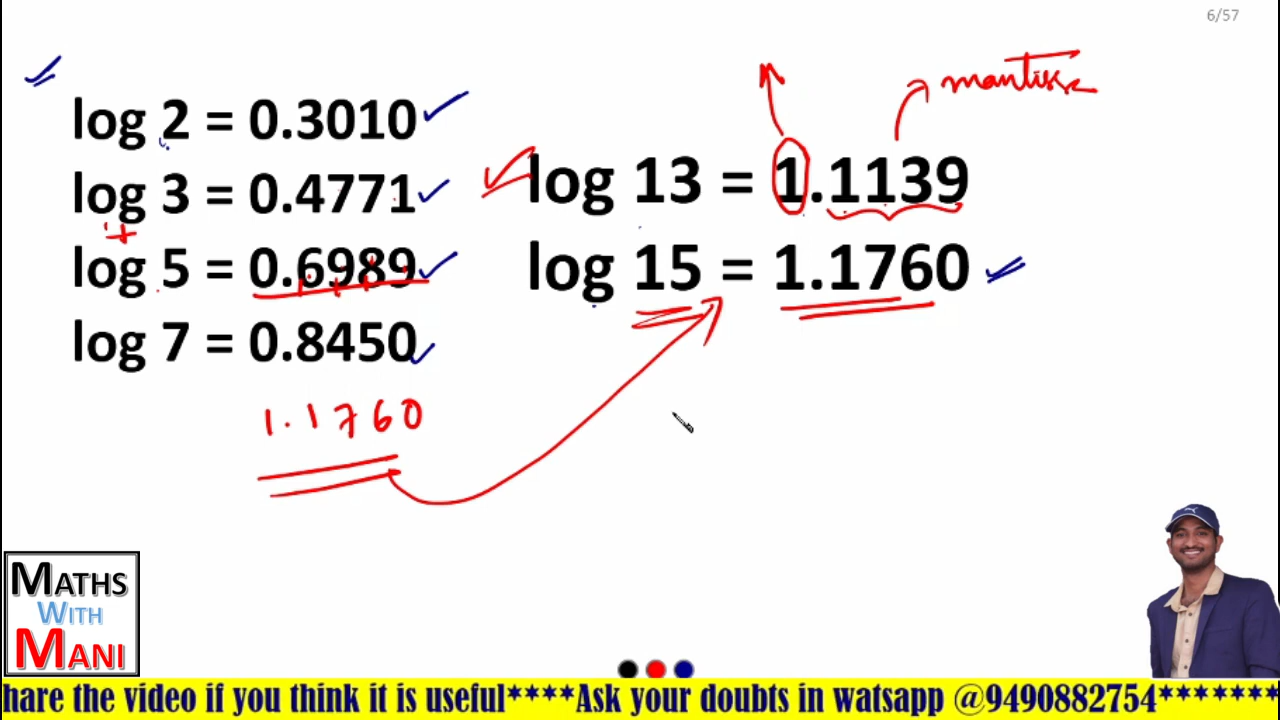 6/57
log 2 = 0.3010
log 3 = 0.4771
+
log 5 = 0.6989
log 7 = 0.8450
1.1760
mantissa
log 13 = 1.1139
log 15 = 1.1760
MATHS
WITH
MANI
hare the video if you think it is useful****Ask your doubts in watsapp @9490882754*******